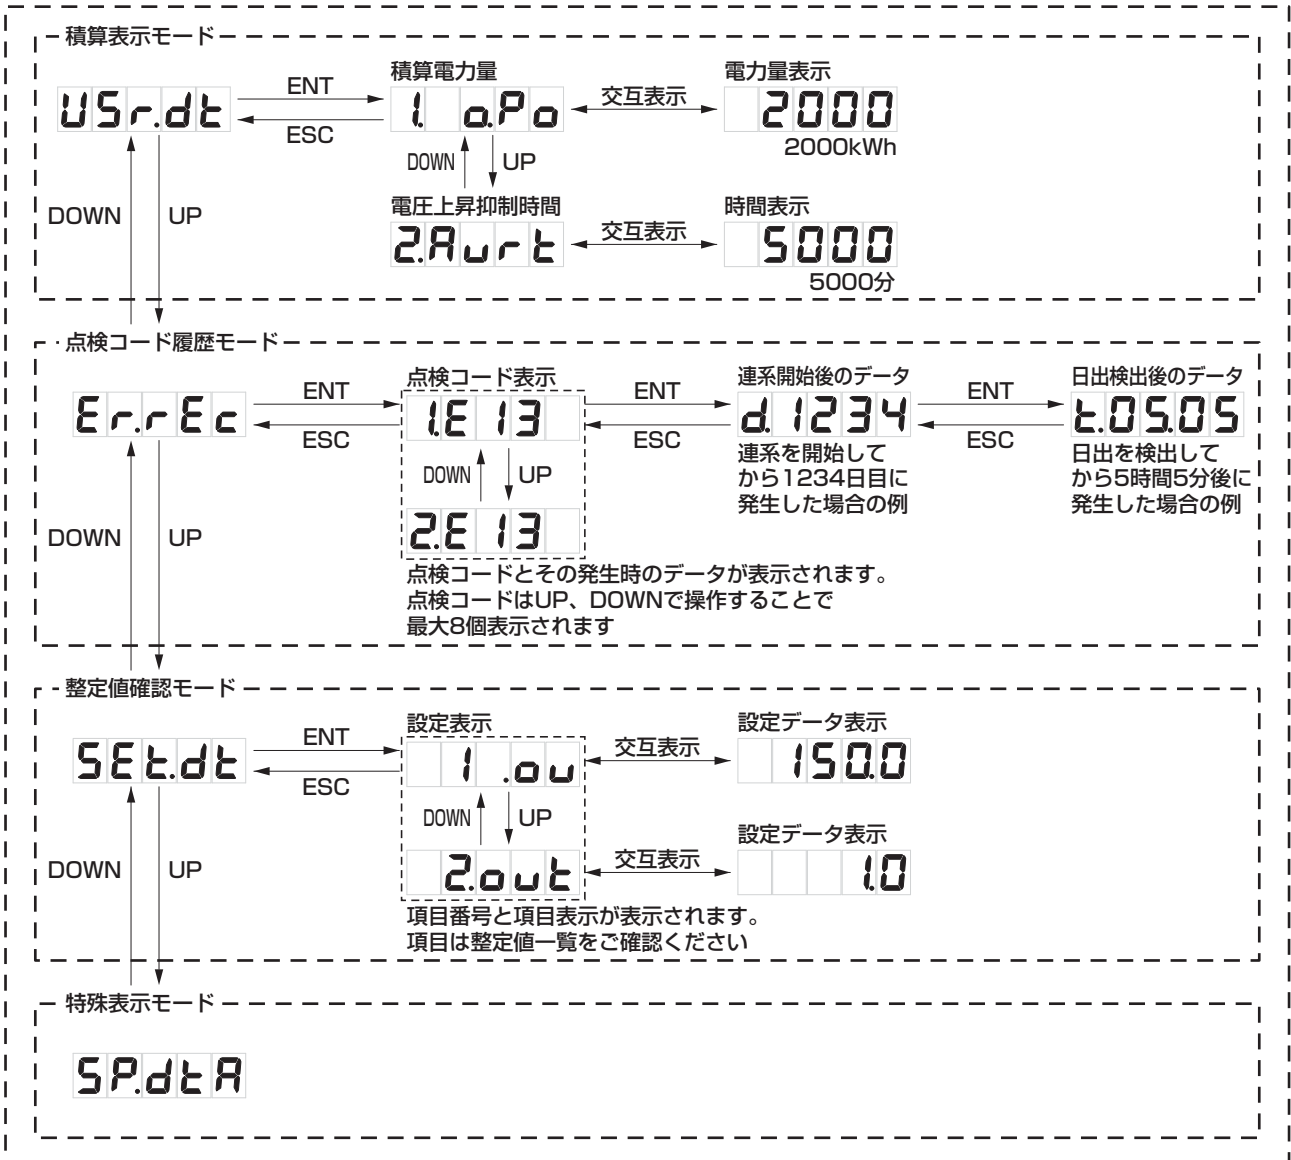 積算表示モード
USr.dt
ENT
ESC
積算電力量
1. o.Po
交互表示
電力量表示
2000
2000kWh
DOWN
UP
電圧上昇抑制時間
2.Aurt
交互表示
時間表示
5000
5000分
DOWN
UP
点検コード履歴モード
Er.rEc
ENT
ESC
点検コード表示
1.E 13
DOWN
UP
2.E 13
ENT
ESC
連系開始後のデータ
d.1234
連系を開始して
から1234日目に
発生した場合の例
ENT
ESC
日出検出後のデータ
t.05.05
日出を検出して
から5時間5分後に
発生した場合の例
点検コードとその発生時のデータが表示されます。
点検コードはUP、DOWNで操作することで
最大8個表示されます
DOWN
UP
整定値確認モード
SEt.dt
ENT
ESC
設定表示
1 .ou
交互表示
設定データ表示
150.0
DOWN
UP
2.out
交互表示
設定データ表示
1.0
項目番号と項目表示が表示されます。
項目は整定値一覧をご確認ください
DOWN
UP
特殊表示モード
SP.dtA